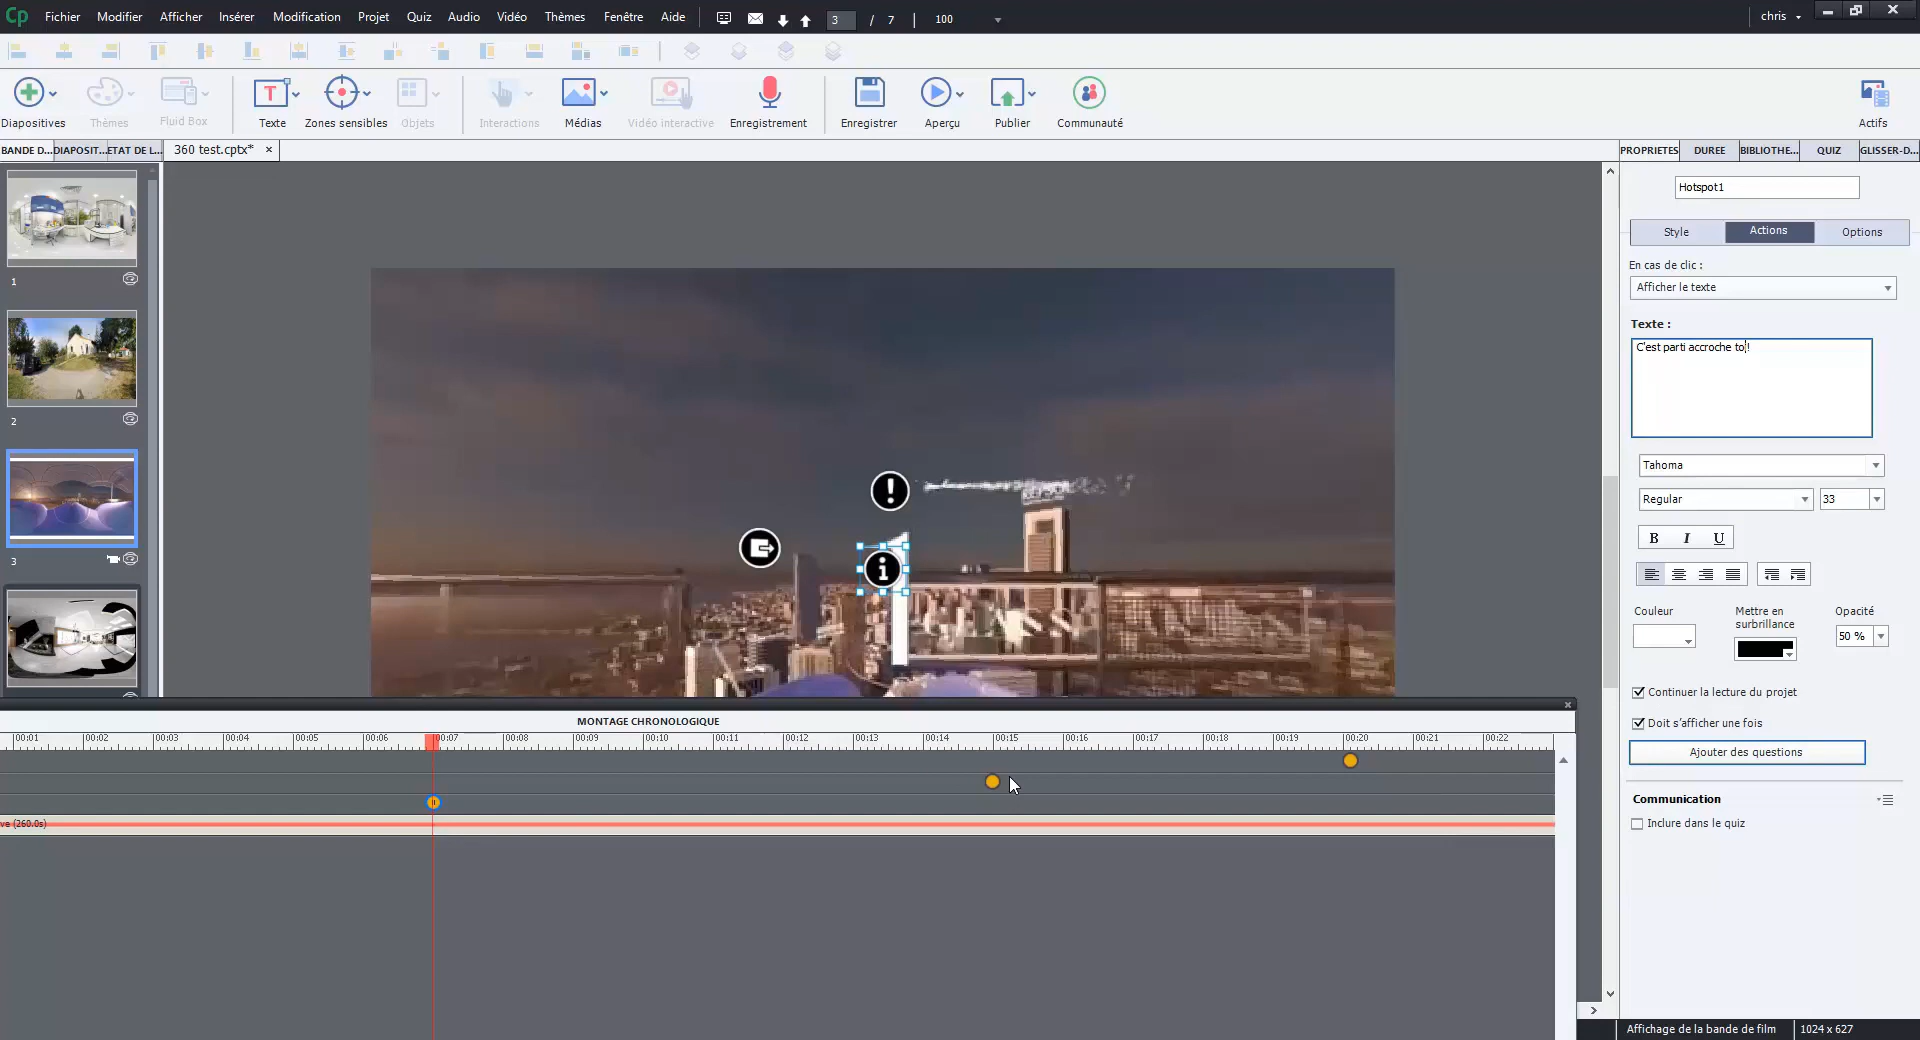 Cp Fichier Modifier Afficher Insérer Modification Projet Quiz Audio Vidéo Thèmes Fenêtre Aide 3 / 7 | 100 chris
Diapositives Thèmes Fluid Box Texte Zones sensibles Objets Interactions Médias Vidéo interactive Enregistrement Enregistrer Aperçu Publier Communauté Actifs
BANDE D... DIAPOSIT... ETAT DE L... 360 test.cptx* × PROPRIETES DUREE BIBLIOTHE... QUIZ GLISSER-D...
Hotspot1
Style Actions Options
En cas de clic :
Afficher le texte
Texte :
C'est parti accroche to!
Tahoma
Regular 33
B I U
Couleur Mettre en surbrillance Opacité
50 %
Continuer la lecture du projet
Doit s'afficher une fois
Ajouter des questions
Communication
Inclure dans le quiz
1
2
3
! 
i
MONTAGE CHRONOLOGIQUE
00:01 00:02 00:03 00:04 00:05 00:06 00:07 00:08 00:09 00:10 00:11 00:12 00:13 00:14 00:15 00:16 00:17 00:18 00:19 00:20 00:21 00:22
ve (260.0s)
Affichage de la bande de film 1024 x 627